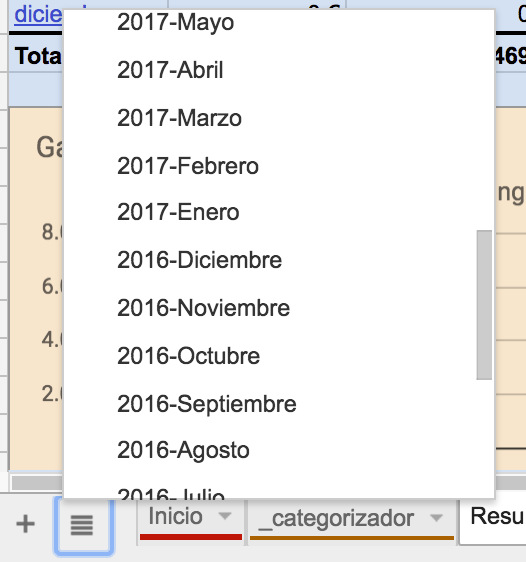 dicie
2017-Mayo
Tota
469
2017-Abril
2017-Marzo
Ga
2017-Febrero
ng
2017-Enero
8.0
2016-Diciembre
6.0
2016-Noviembre
4.0
2016-Octubre
2.0
2016-Septiembre
2016-Agosto
2016-Julio
+
Inicio
_categorizador
Resu